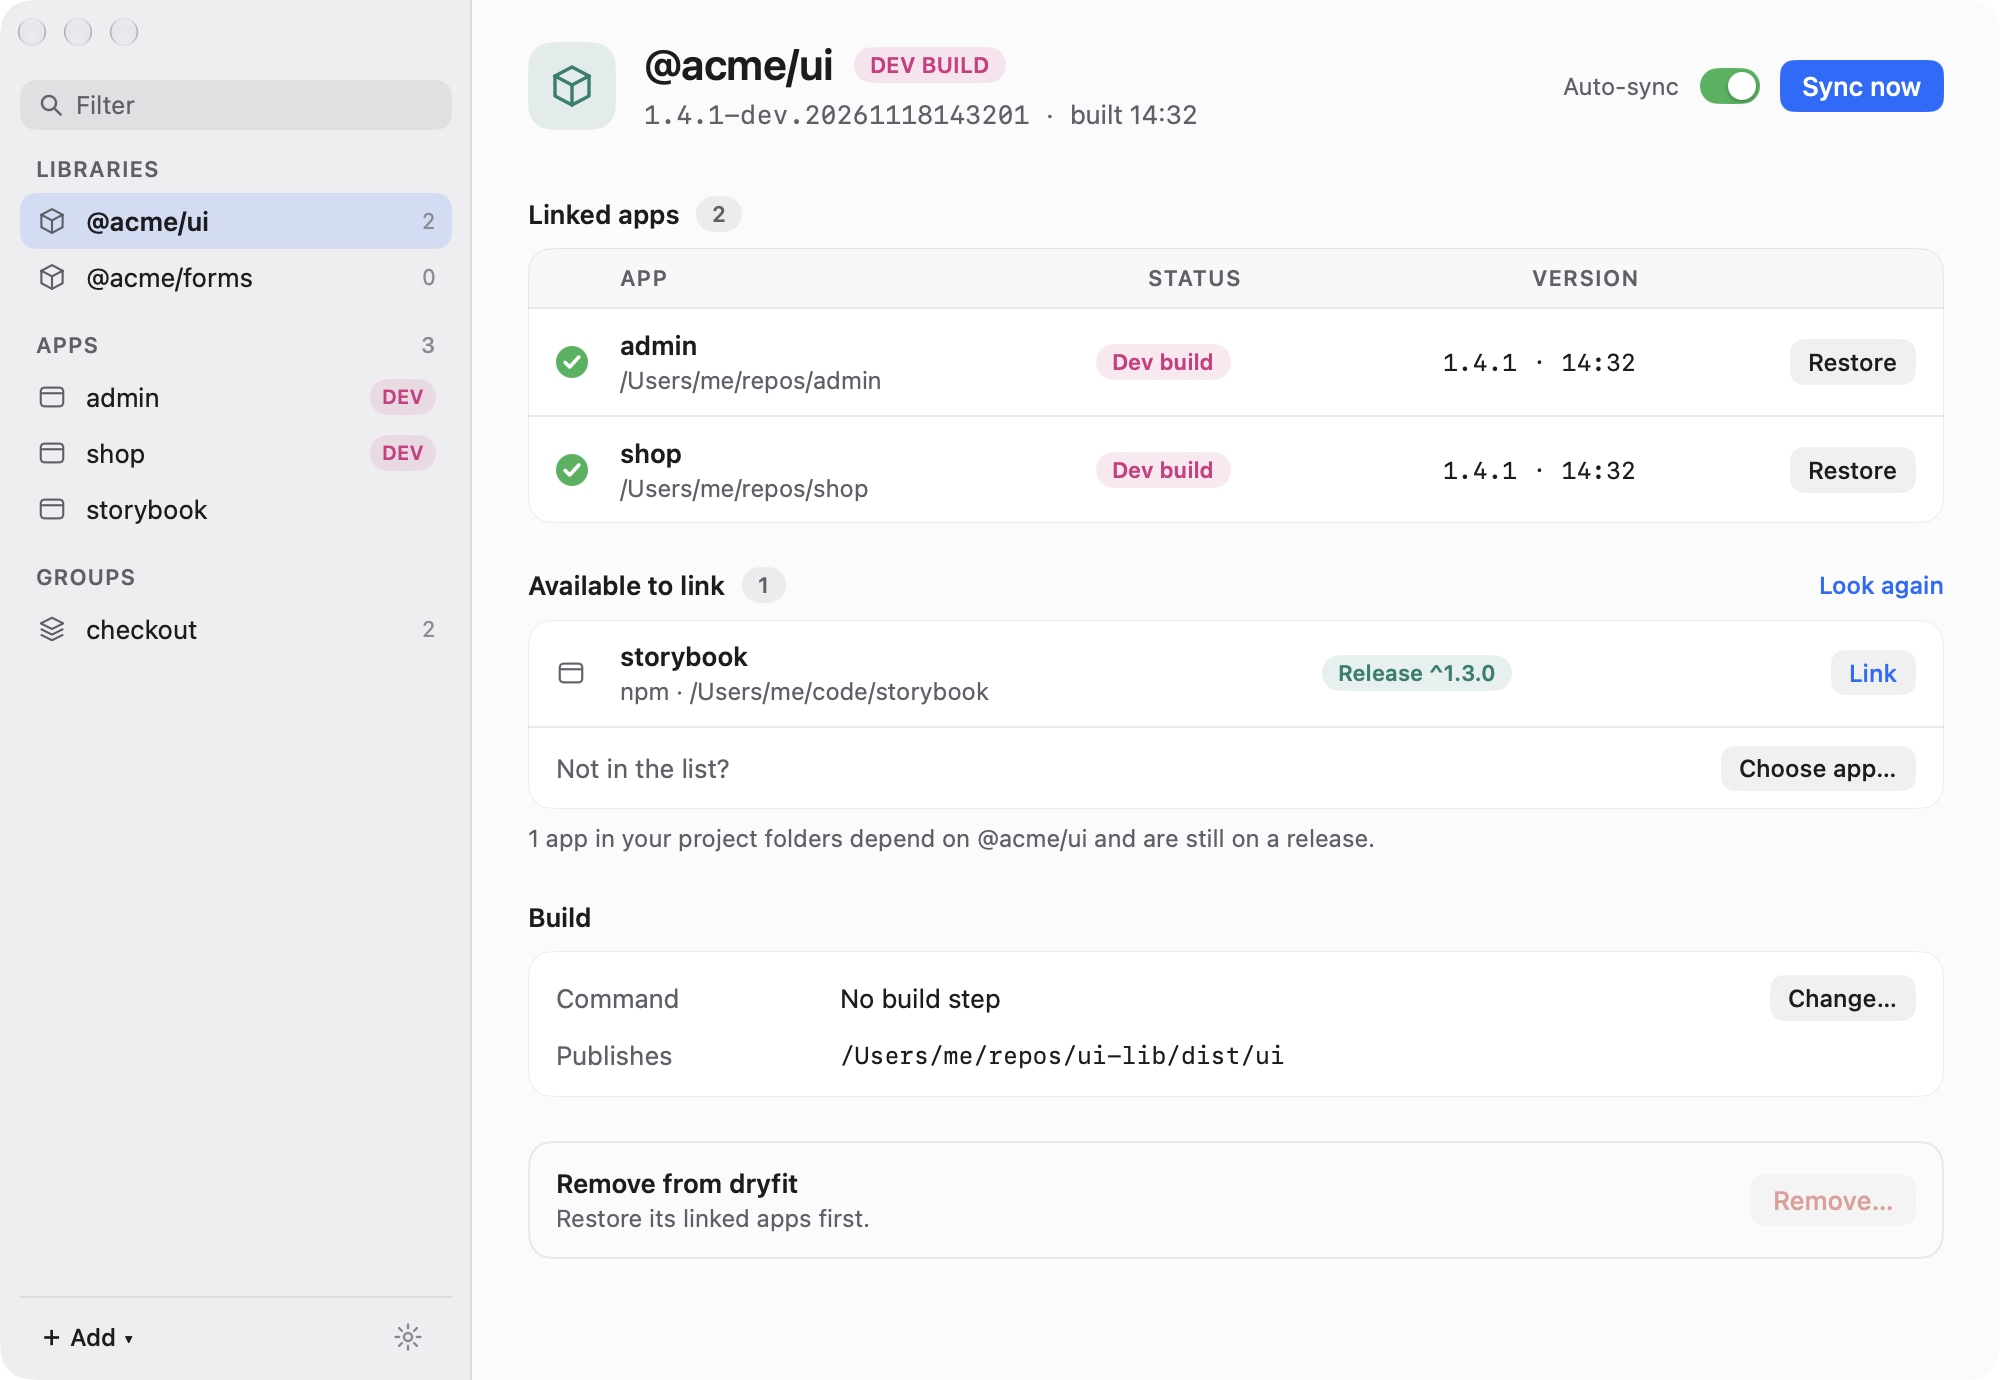 Filter
LIBRARIES
@acme/ui 2
@acme/forms 0
APPS 3
admin DEV
shop DEV
storybook
GROUPS
checkout 2
+ Add ▾
@acme/ui DEV BUILD
1.4.1-dev.20261118143201 · built 14:32
Auto-sync
Sync now
Linked apps 2
APP STATUS VERSION
admin
/Users/me/repos/admin
Dev build
1.4.1 · 14:32
Restore
shop
/Users/me/repos/shop
Dev build
1.4.1 · 14:32
Restore
Available to link 1
Look again
storybook
npm · /Users/me/code/storybook
Release ^1.3.0
Link
Not in the list?
Choose app...
1 app in your project folders depend on @acme/ui and are still on a release.
Build
Command No build step
Change...
Publishes /Users/me/repos/ui-lib/dist/ui
Remove from dryfit
Restore its linked apps first.
Remove...